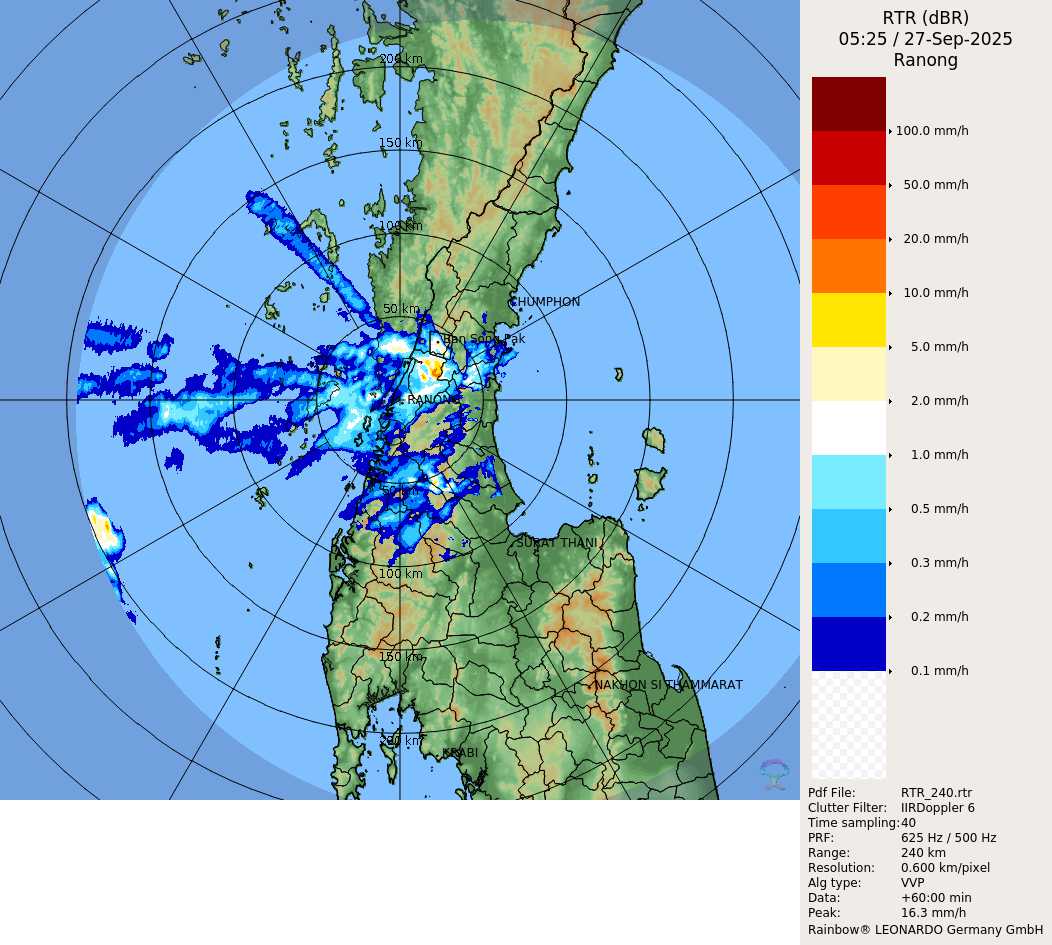 RTR (dBR)
05:25 / 27-Sep-2025
Ranong
200 km
150 km
100 km
50 km
CHUMPHON
Ban Song Pak
RANONG
50 km
SURAT THANI
100 km
150 km
NAKHON SI THAMMARAT
200 km
KRABI
100.0 mm/h
50.0 mm/h
20.0 mm/h
10.0 mm/h
5.0 mm/h
2.0 mm/h
1.0 mm/h
0.5 mm/h
0.3 mm/h
0.2 mm/h
0.1 mm/h
Pdf File: RTR_240.rtr
Clutter Filter: IIRDoppler 6
Time sampling:40
PRF: 625 Hz / 500 Hz
Range: 240 km
Resolution: 0.600 km/pixel
Alg type: VVP
Data: +60:00 min
Peak: 16.3 mm/h
Rainbow® LEONARDO Germany GmbH